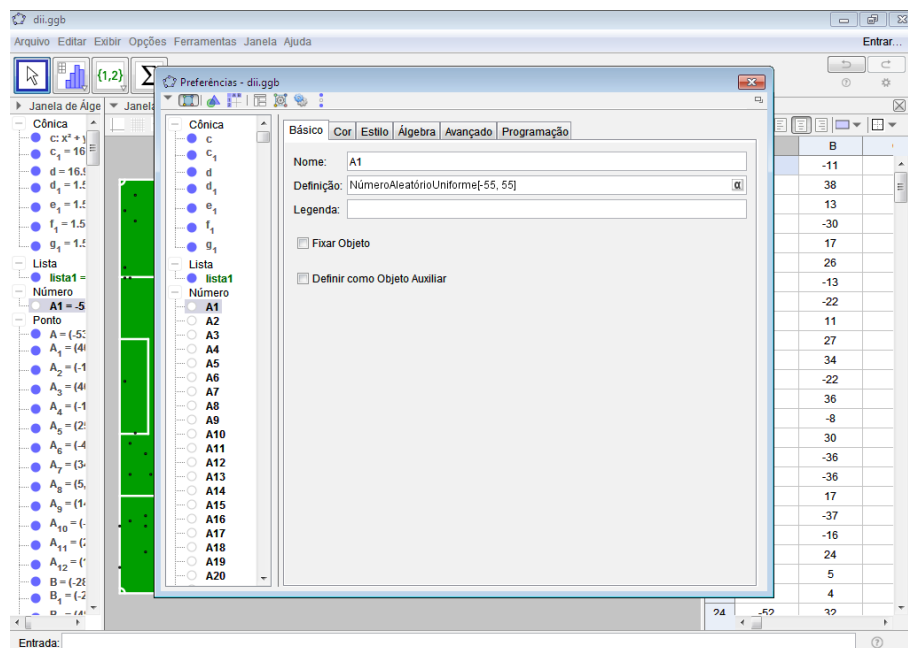 dii.ggb
Arquivo Editar Exibir Opções Ferramentas Janela Ajuda
Entrar...
{1,2}
Σ
Janela de Álge
Janela
Cônica
c: x² +
c₁ = 16
d = 16.
d₁ = 1.5
e₁ = 1.5
f₁ = 1.5
g₁ = 1.5
Lista
lista1 =
Número
A1 = -5
Ponto
A = (-53
A₁ = (4
A₂ = (-1
A₃ = (4
A₄ = (-1
A₅ = (2
A₆ = (-4
A₇ = (3
A₈ = (5,
A₉ = (1
A₁₀ = (-
A₁₁ = (2
A₁₂ = (
B = (-28
B₁ = (-2
Preferências - dii.ggb
Cônica
c
c₁
d
d₁
e₁
f₁
g₁
Lista
lista1
Número
A1
A2
A3
A4
A5
A6
A7
A8
A9
A10
A11
A12
A13
A14
A15
A16
A17
A18
A19
A20
Básico Cor Estilo Álgebra Avançado Programação
Nome: A1
Definição: NúmeroAleatórioUniforme[-55, 55] α
Legenda:
Fixar Objeto
Definir como Objeto Auxiliar
B
-11
38
13
-30
17
26
-13
-22
11
27
34
-22
36
-8
30
-36
-36
17
-37
-16
24
5
4
24 -52 32
Entrada: